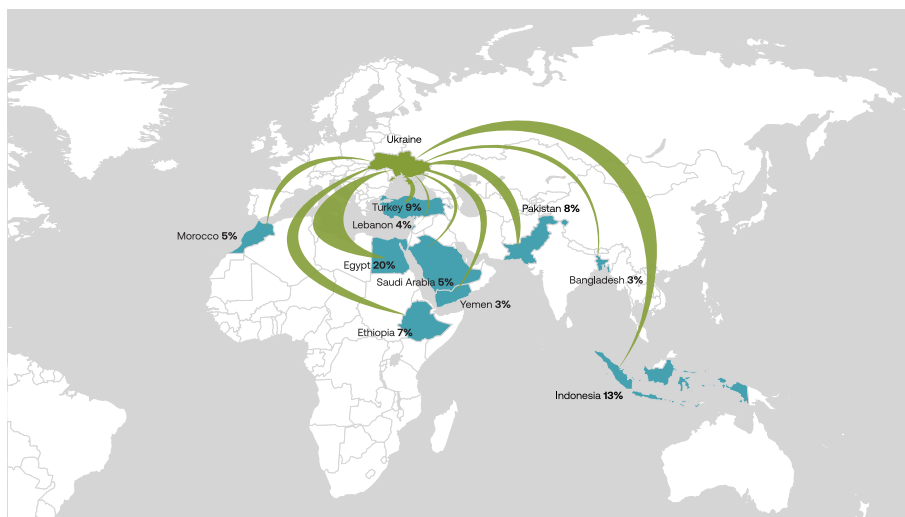 Ukraine
Turkey 9%
Pakistan 8%
Lebanon 4%
Morocco 5%
Egypt 20%
Saudi Arabia 5%
Bangladesh 3%
Yemen 3%
Ethiopia 7%
Indonesia 13%